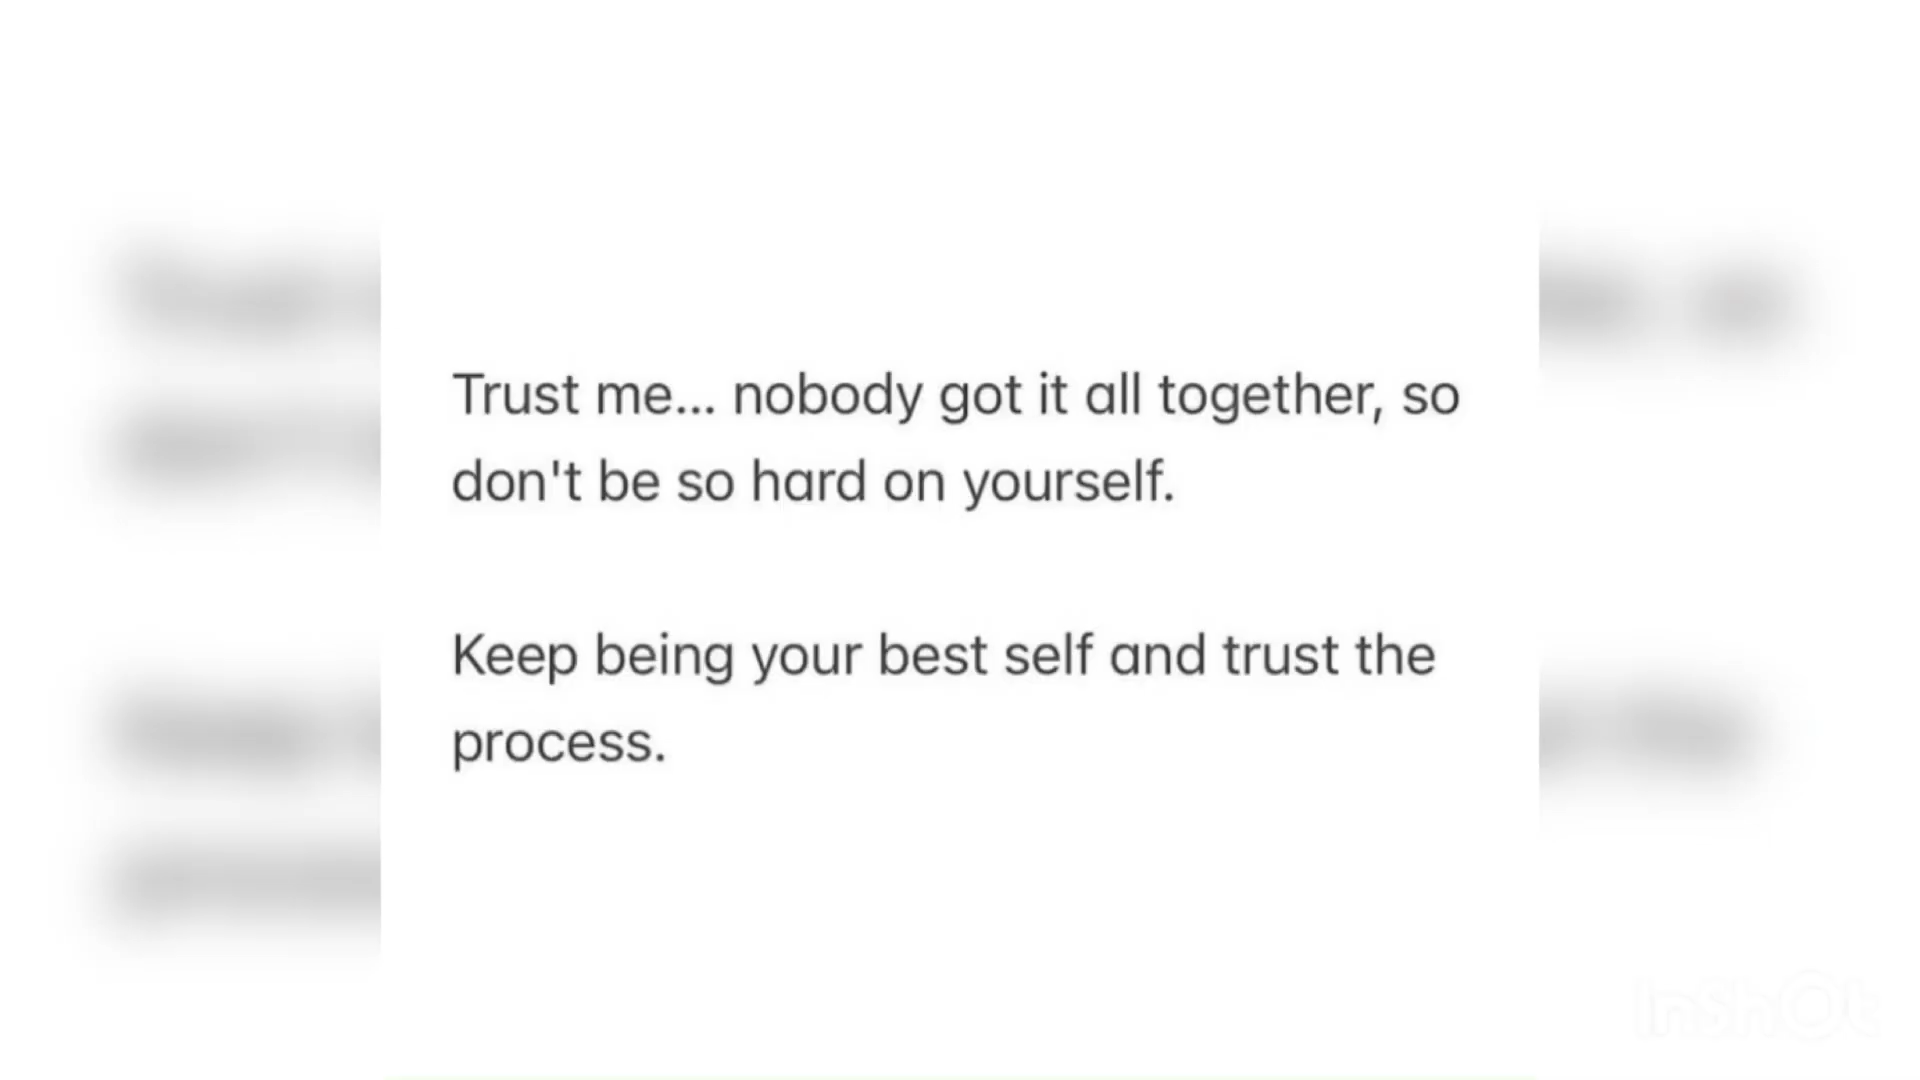 Trust me... nobody got it all together, so
don't be so hard on yourself.
Keep being your best self and trust the
process.
InShOt